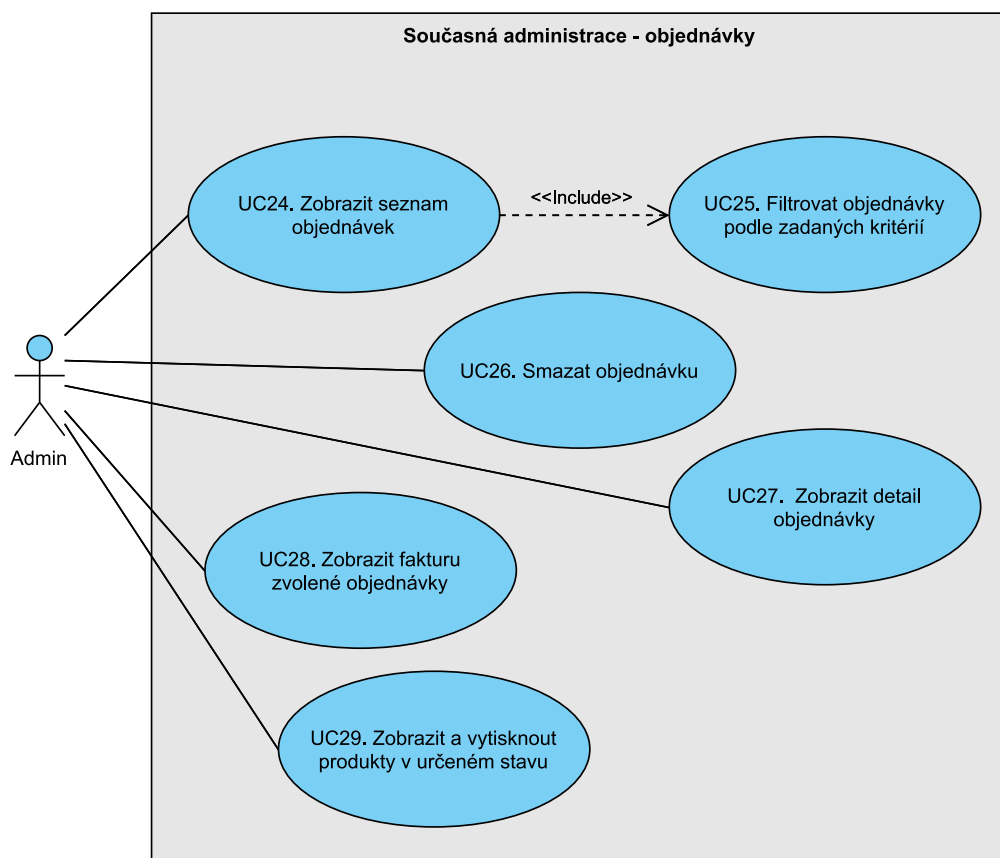 Současná administrace - objednávky
UC24. Zobrazit seznam
objednávek
<<Include>>
UC25. Filtrovat objednávky
podle zadaných kritérií
UC26. Smazat objednávku
Admin
UC27.  Zobrazit detail
objednávky
UC28. Zobrazit fakturu
zvolené objednávky
UC29. Zobrazit a vytisknout
produkty v určeném stavu